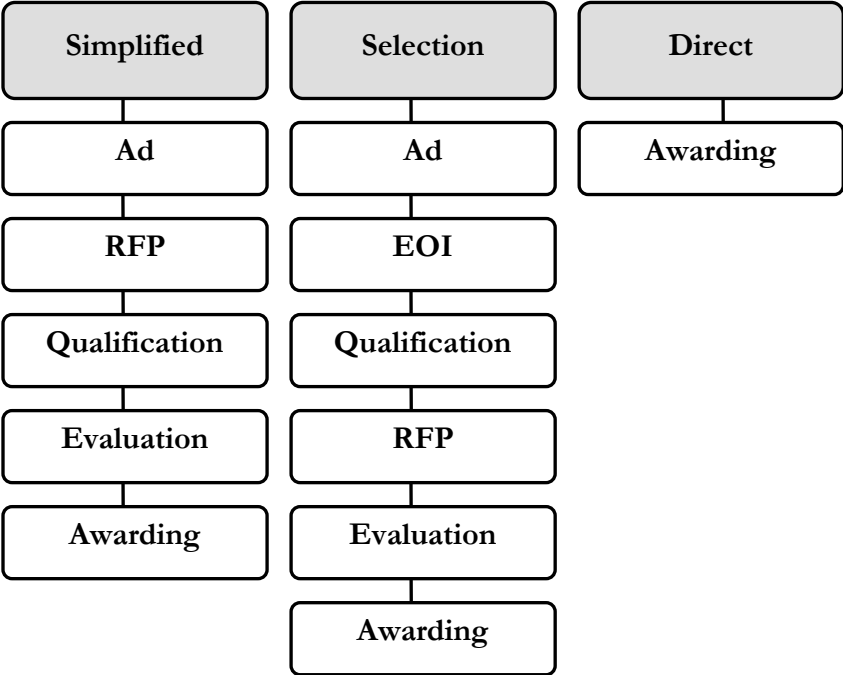 Simplified
Ad
RFP
Qualification
Evaluation
Awarding
Selection
Ad
EOI
Qualification
RFP
Evaluation
Awarding
Direct
Awarding